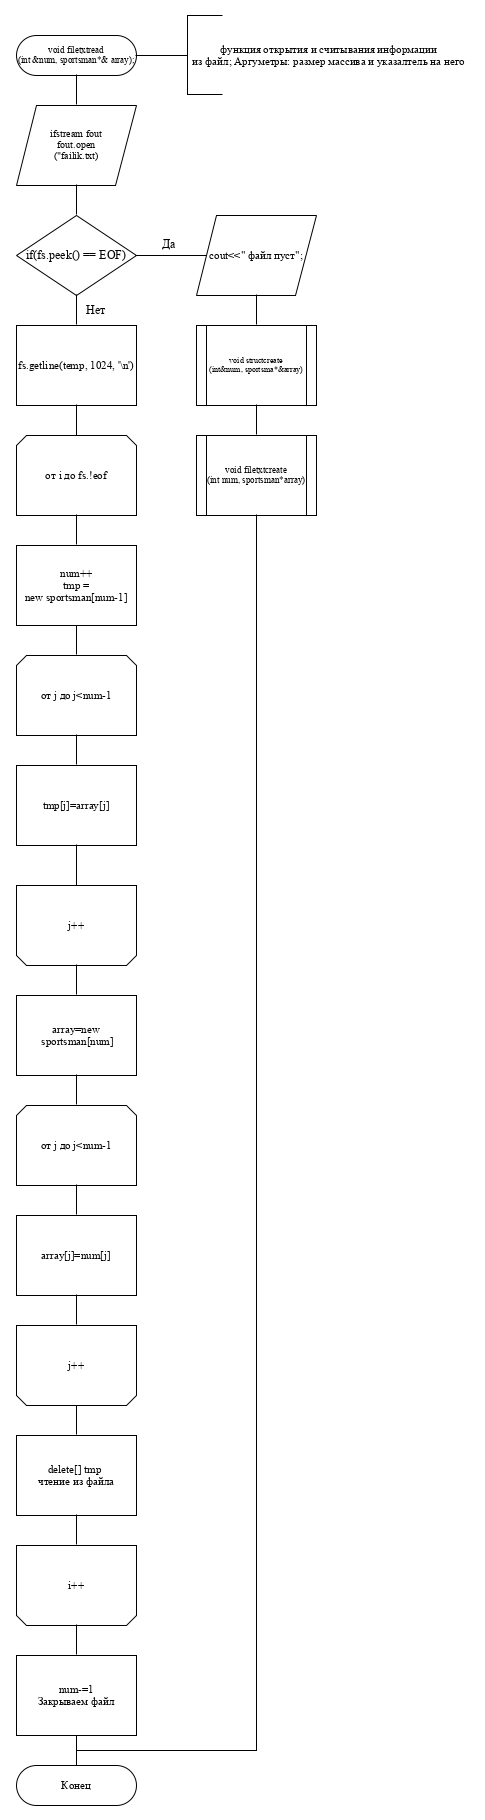 void filetxtread
(int &num, sportsman*& array);
функция открытия и считывания информации
из файл; Аргуметры: размер массива и указалтель на него
ifstream fout
fout.open
("failik.txt)
if(fs.peek() == EOF)
Да
cout<<" файл пуст";
Нет
fs.getline(temp, 1024, '\n')
void structcreate
(int&num, sportsma*&array)
от i до fs.!eof
void filetxtcreate
(int num, sportsman*array)
num++
tmp =
new sportsman[num-1]
от j до j<num-1
tmp[j]=array[j]
j++
array=new
sportsman[num]
от j до j<num-1
array[j]=num[j]
j++
delete[] tmp
чтение из файла
i++
num-=1
Закрываем файл
Конец